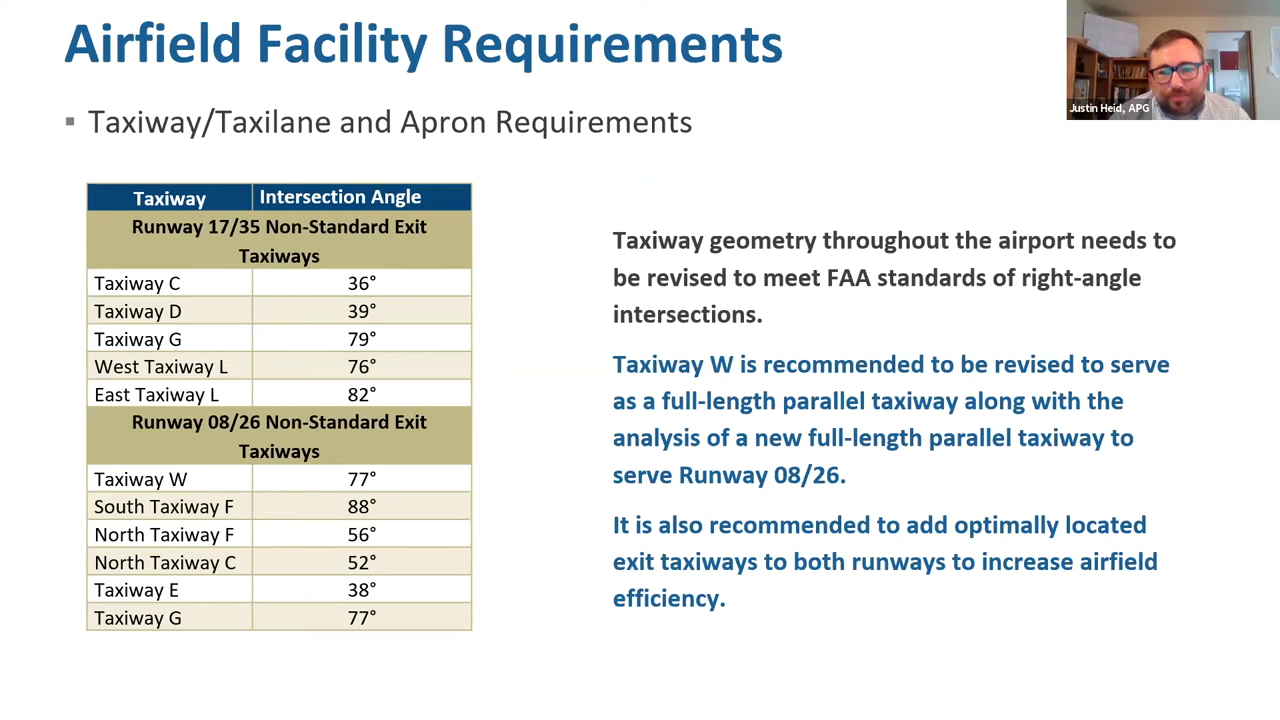 Airfield Facility Requirements
Justin Heid, APG
▪ Taxiway/Taxilane and Apron Requirements
Taxiway Intersection Angle
Runway 17/35 Non-Standard Exit
Taxiways
Taxiway C 36°
Taxiway D 39°
Taxiway G 79°
West Taxiway L 76°
East Taxiway L 82°
Runway 08/26 Non-Standard Exit
Taxiways
Taxiway W 77°
South Taxiway F 88°
North Taxiway F 56°
North Taxiway C 52°
Taxiway E 38°
Taxiway G 77°
Taxiway geometry throughout the airport needs to
be revised to meet FAA standards of right-angle
intersections.
Taxiway W is recommended to be revised to serve
as a full-length parallel taxiway along with the
analysis of a new full-length parallel taxiway to
serve Runway 08/26.
It is also recommended to add optimally located
exit taxiways to both runways to increase airfield
efficiency.